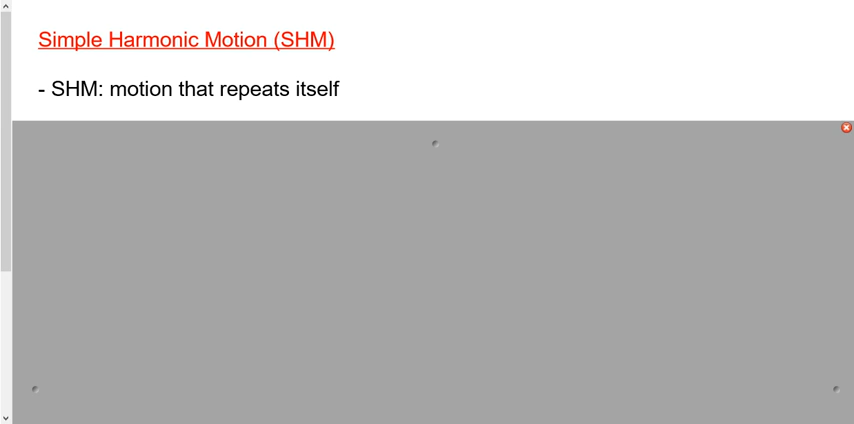 Simple Harmonic Motion (SHM)
- SHM: motion that repeats itself